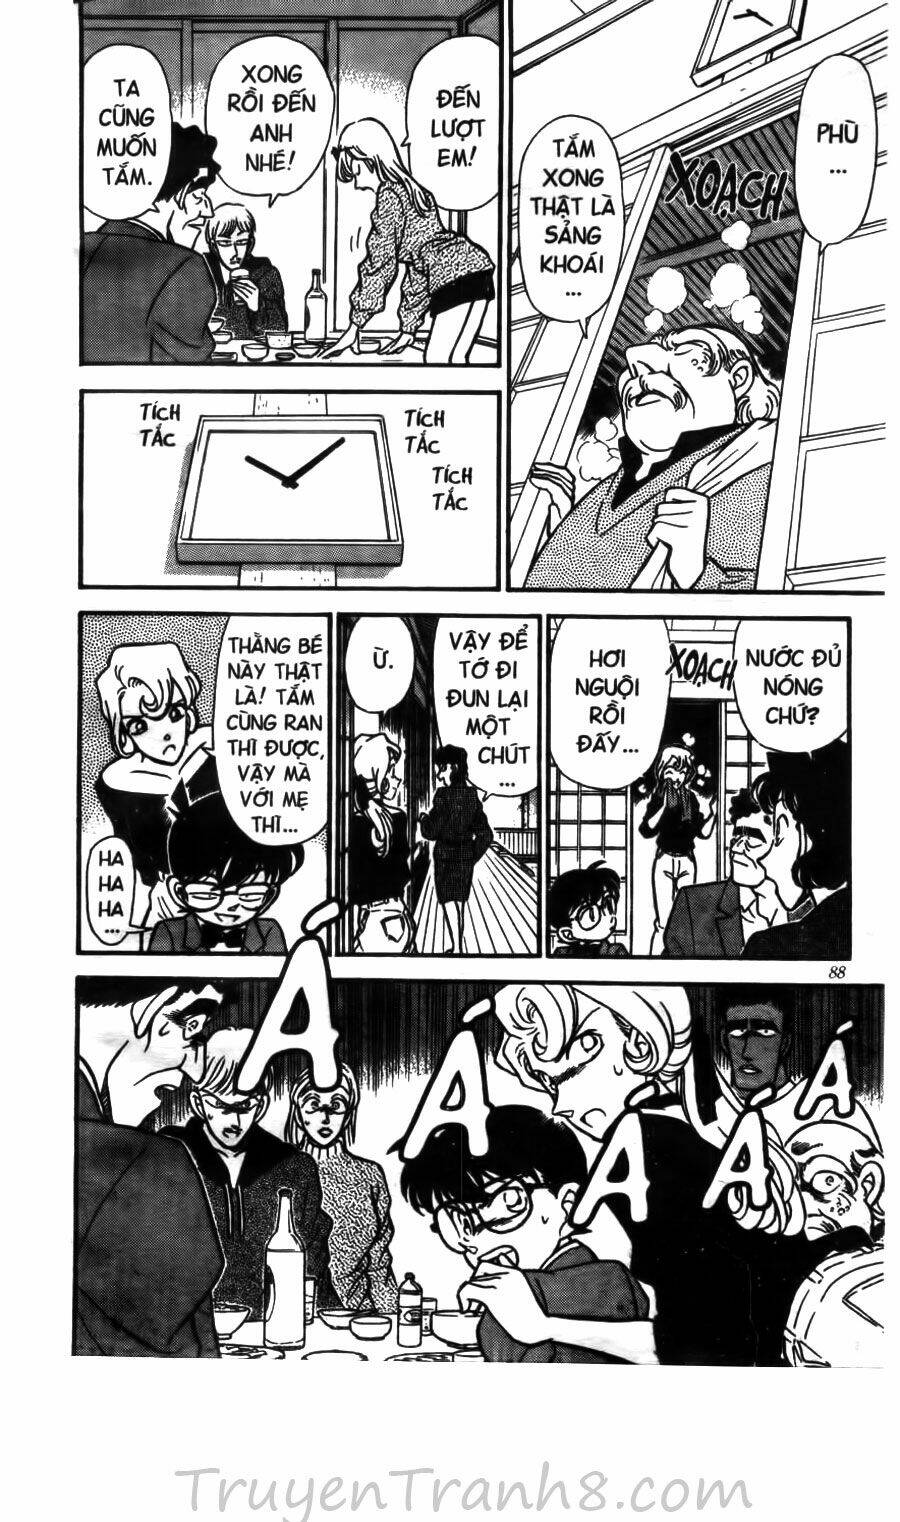 PHÙ
...
XOẠCH
TẮM
XONG
THẬT LÀ
SẢNG
KHOÁI
...
ĐẾN
LƯỢT
EM!
XONG
RỒI ĐẾN
ANH
NHÉ!
TA
CŨNG
MUỐN
TẮM.
TÍCH
TẮC
TÍCH
TẮC
TÍCH
TẮC
NƯỚC ĐỦ
NÓNG
CHỨ?
XOẠCH
HƠI
NGUỘI
RỒI
ĐẤY...
VẬY ĐỂ
TỚ ĐI
ĐUN LẠI
MỘT
CHÚT
...
Ừ.
THẰNG BÉ
NÀY THẬT
LÀ! TẮM
CÙNG RAN
THÌ ĐƯỢC,
VẬY MÀ
VỚI MẸ
THÌ...
HA
HA
HA
...
88
Á
Á
Á
Á
Á
TruyenTranh8.com